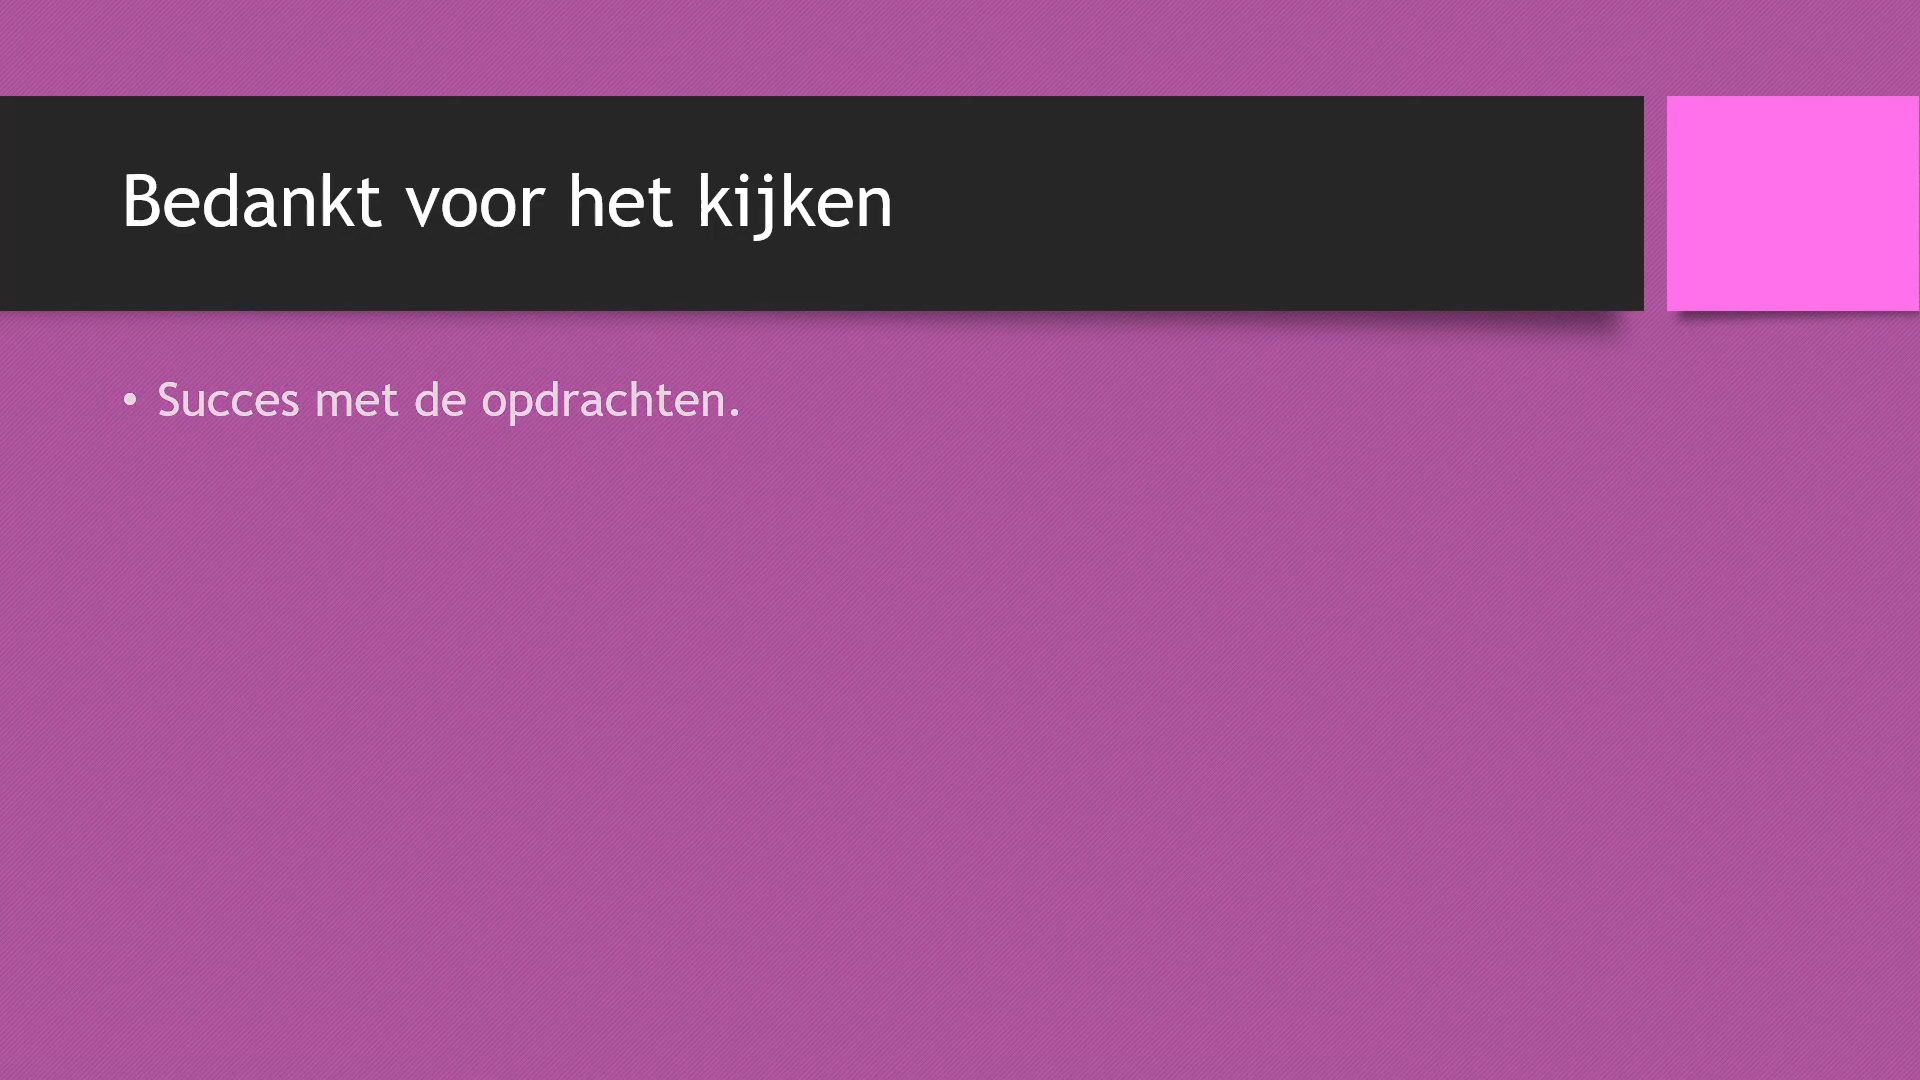 Bedankt voor het kijken
• Succes met de opdrachten.